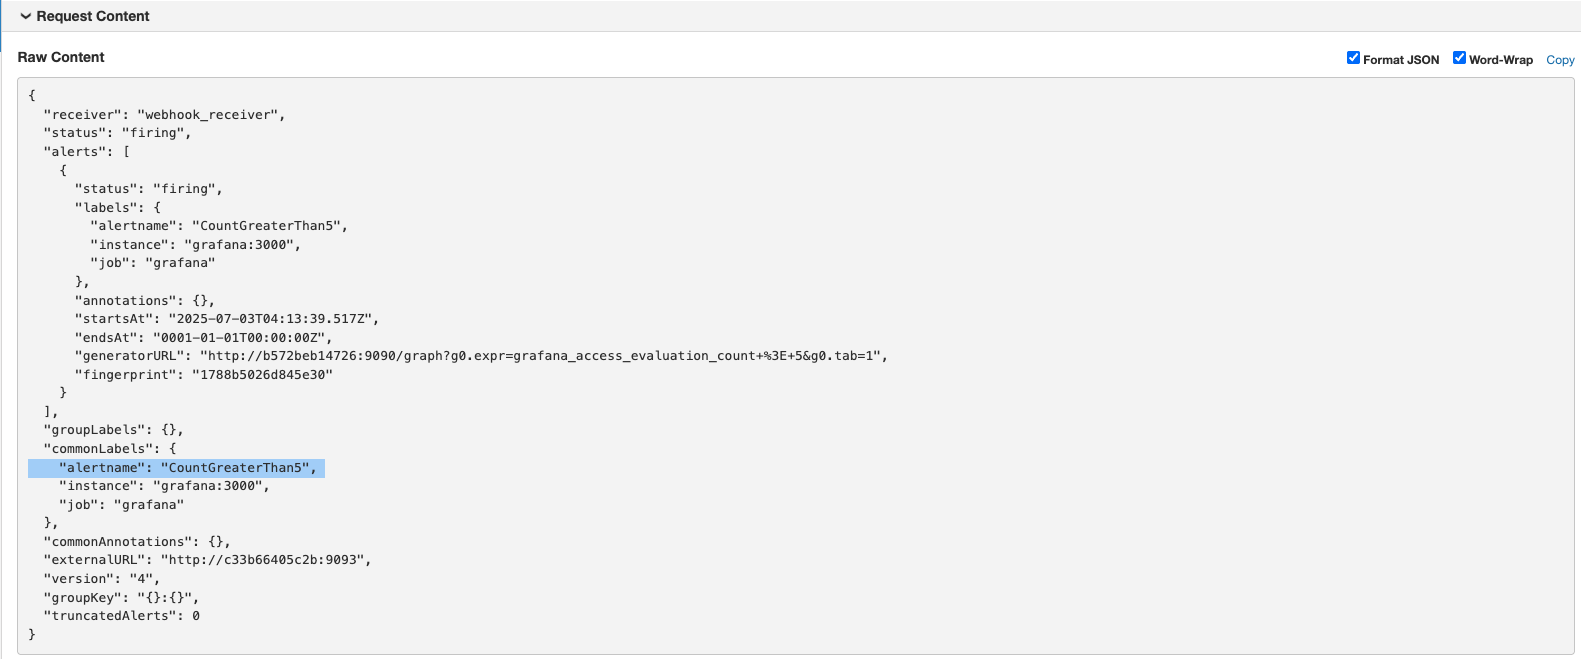 Request Content
Raw Content
Format JSON Word-Wrap Copy
{
  "receiver": "webhook_receiver",
  "status": "firing",
  "alerts": [
    {
      "status": "firing",
      "labels": {
        "alertname": "CountGreaterThan5",
        "instance": "grafana:3000",
        "job": "grafana"
      },
      "annotations": {},
      "startsAt": "2025-07-03T04:13:39.517Z",
      "endsAt": "0001-01-01T00:00:00Z",
      "generatorURL": "http://b572beb14726:9090/graph?g0.expr=grafana_access_evaluation_count+%3E+5&g0.tab=1",
      "fingerprint": "1788b5026d845e30"
    }
  ],
  "groupLabels": {},
  "commonLabels": {
    "alertname": "CountGreaterThan5",
    "instance": "grafana:3000",
    "job": "grafana"
  },
  "commonAnnotations": {},
  "externalURL": "http://c33b66405c2b:9093",
  "version": "4",
  "groupKey": "{}:{}",
  "truncatedAlerts": 0
}